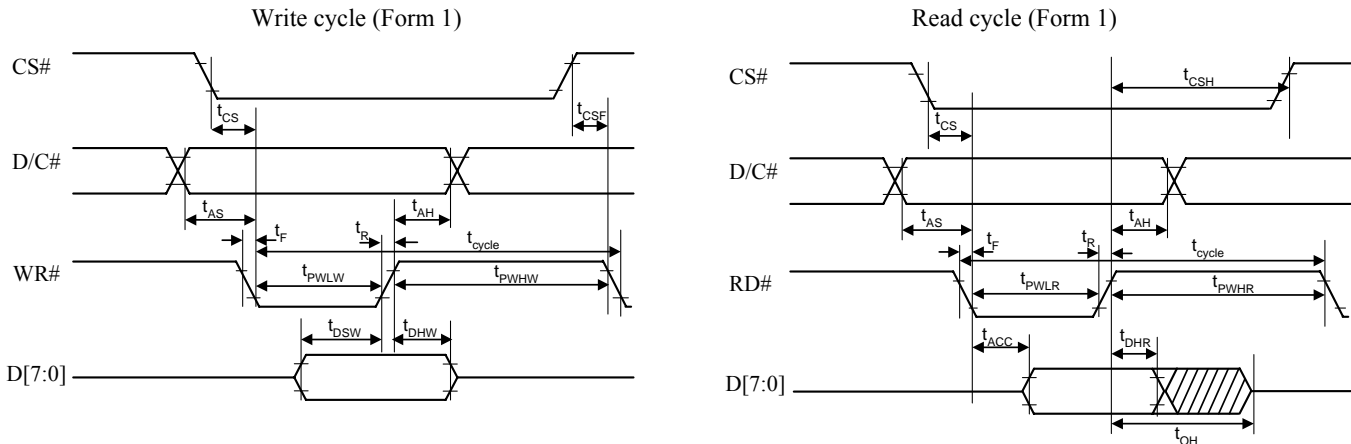 Write cycle (Form 1)
CS#
tCS
tCSF
D/C#
tAS
tAH
tF
tR
tcycle
WR#
tPWLW
tPWHW
tDSW
tDHW
D[7:0]
Read cycle (Form 1)
CS#
tCSH
tCS
D/C#
tAS
tAH
tF
tR
tcycle
RD#
tPWLR
tPWHR
tACC
tDHR
D[7:0]
tOH